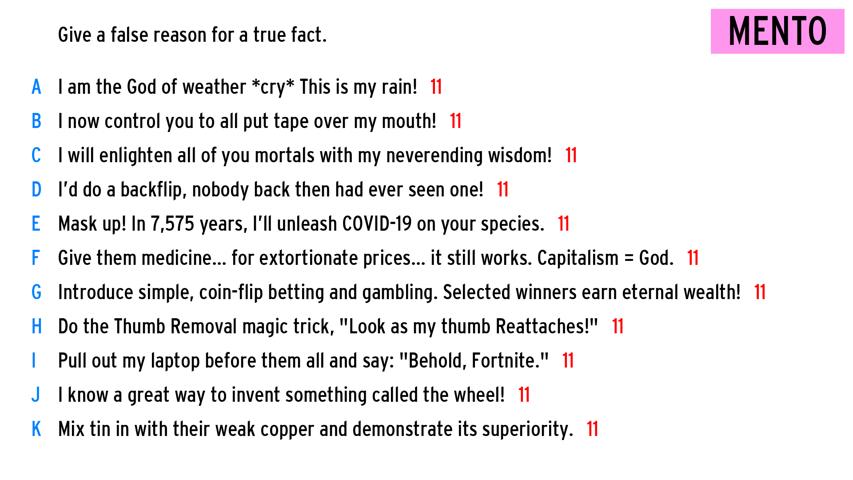 Give a false reason for a true fact.
MENTO
A I am the God of weather *cry* This is my rain! 11
B I now control you to all put tape over my mouth! 11
C I will enlighten all of you mortals with my neverending wisdom! 11
D I'd do a backflip, nobody back then had ever seen one! 11
E Mask up! In 7,575 years, I'll unleash COVID-19 on your species. 11
F Give them medicine... for extortionate prices... it still works. Capitalism = God. 11
G Introduce simple, coin-flip betting and gambling. Selected winners earn eternal wealth! 11
H Do the Thumb Removal magic trick, "Look as my thumb Reattaches!" 11
I Pull out my laptop before them all and say: "Behold, Fortnite." 11
J I know a great way to invent something called the wheel! 11
K Mix tin in with their weak copper and demonstrate its superiority. 11